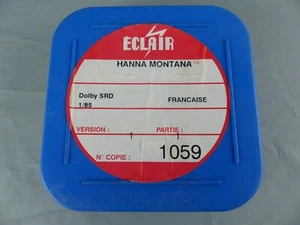 ECLAIR
HANNA MONTANA
Dolby SRD
1/85 FRANCAISE
VERSION : 1 PARTIE : 1
N° COPIE : 1059